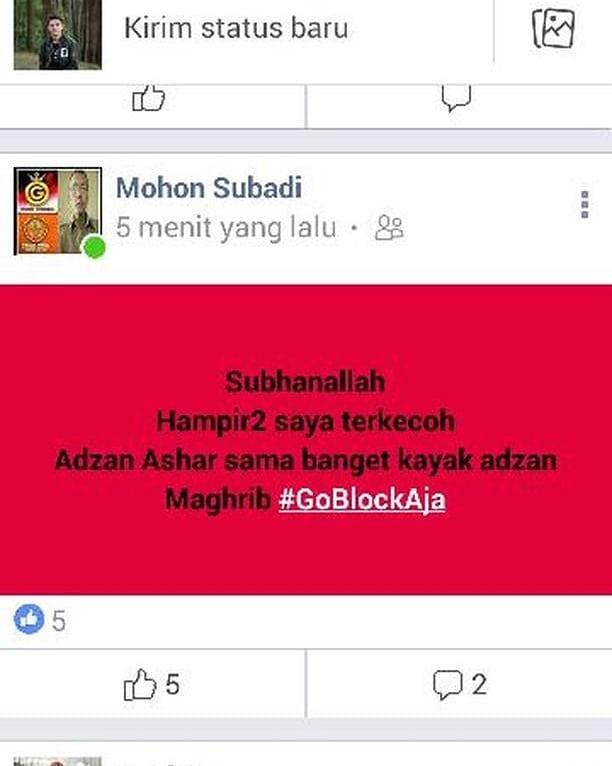 Kirim status baru
Mohon Subadi
5 menit yang lalu
Subhanallah
Hampir2 saya terkecoh
Adzan Ashar sama banget kayak adzan
Maghrib #GoBlockAja
5
5
2